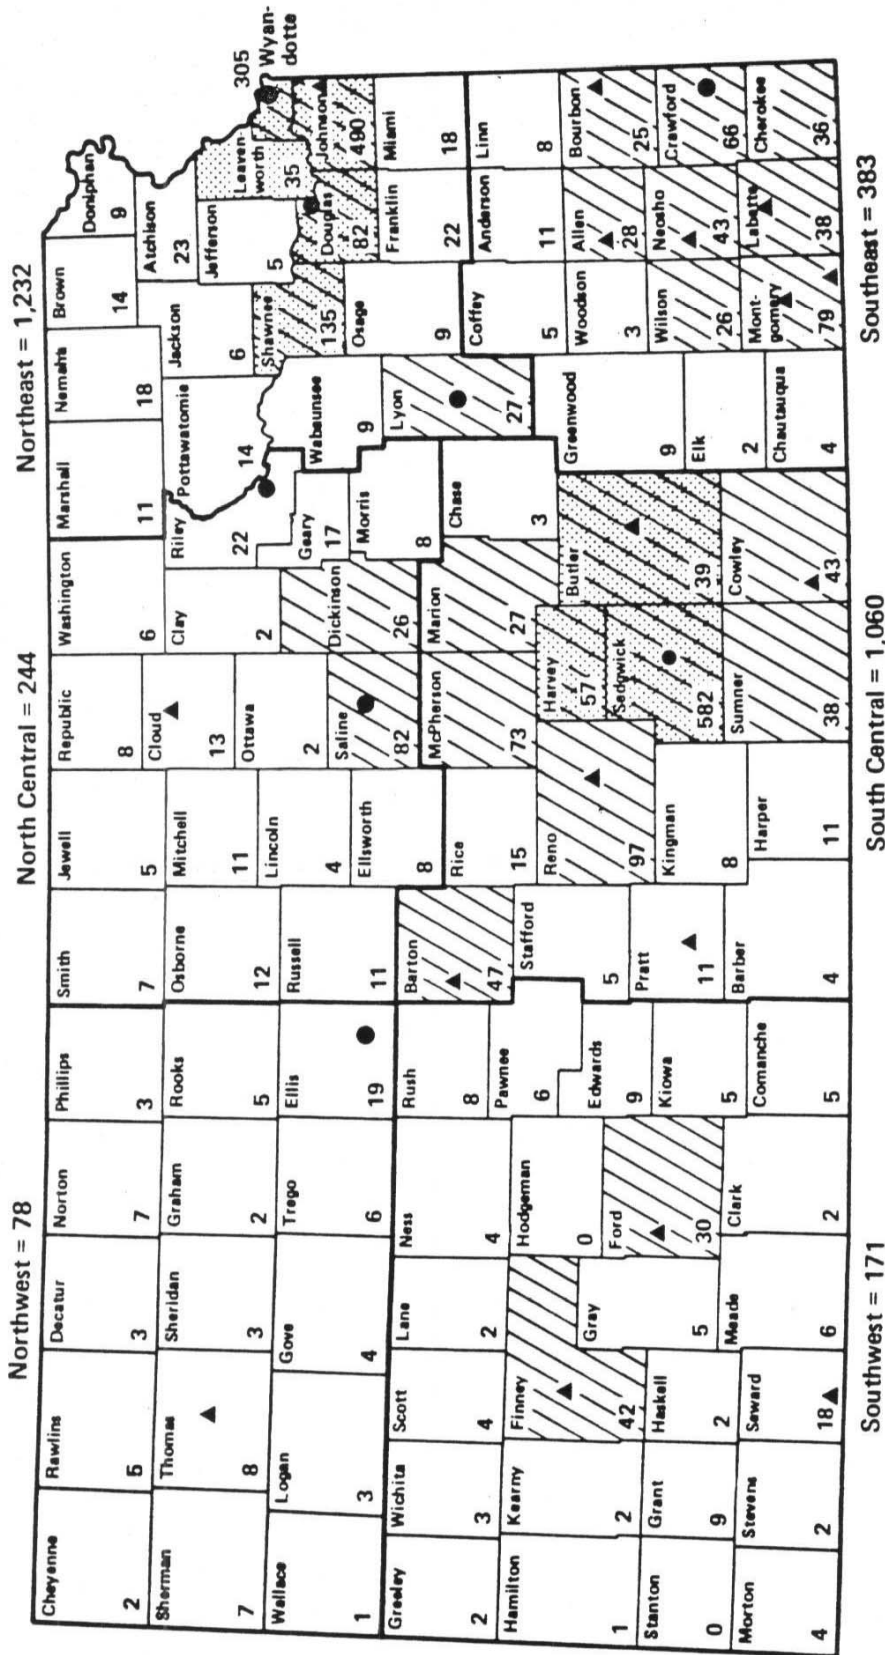 Northwest = 78
North Central = 244
Northeast = 1,232
Cheyenne
2
Rawlins
5
Decatur
3
Norton
7
Phillips
3
Smith
7
Jewell
5
Republic
8
Washington
6
Marshall
11
Nemaha
18
Brown
14
Doniphan
9
Sherman
7
Thomas
8
Sheridan
3
Graham
2
Rooks
5
Osborne
12
Mitchell
11
Cloud
13
Clay
2
Riley
22
Pottawatomie
14
Jackson
6
Atchison
23
Jefferson
5
Leaven-
worth
35
305
Wyan-
dotte
Wallace
1
Logan
3
Gove
4
Trego
6
Ellis
19
Russell
11
Lincoln
4
Ottawa
2
Ellsworth
8
Saline
82
Dickinson
26
Geary
17
Morris
8
Wabaunsee
9
Shawnee
135
Osage
9
Douglas
82
Johnson
490
Franklin
22
Miami
18
Greeley
2
Wichita
3
Scott
4
Lane
2
Ness
4
Rush
8
Barton
47
Rice
15
McPherson
73
Marion
27
Chase
3
Lyon
27
Coffey
5
Anderson
11
Linn
8
Hamilton
1
Kearny
2
Finney
42
Hodgeman
0
Pawnee
6
Edwards
9
Stafford
5
Reno
97
Harvey
57
Sedgwick
582
Butler
39
Greenwood
9
Woodson
3
Allen
28
Bourbon
25
Stanton
0
Grant
9
Haskell
2
Gray
5
Ford
30
Kiowa
5
Pratt
11
Kingman
8
Elk
2
Wilson
26
Neosho
43
Crawford
66
Morton
4
Stevens
2
Seward
18
Meade
6
Clark
2
Comanche
5
Barber
4
Harper
11
Sumner
38
Cowley
43
Chautauqua
4
Mont-
gomery
79
Labette
38
Cherokee
36
Southwest = 171
South Central = 1,060
Southeast = 383